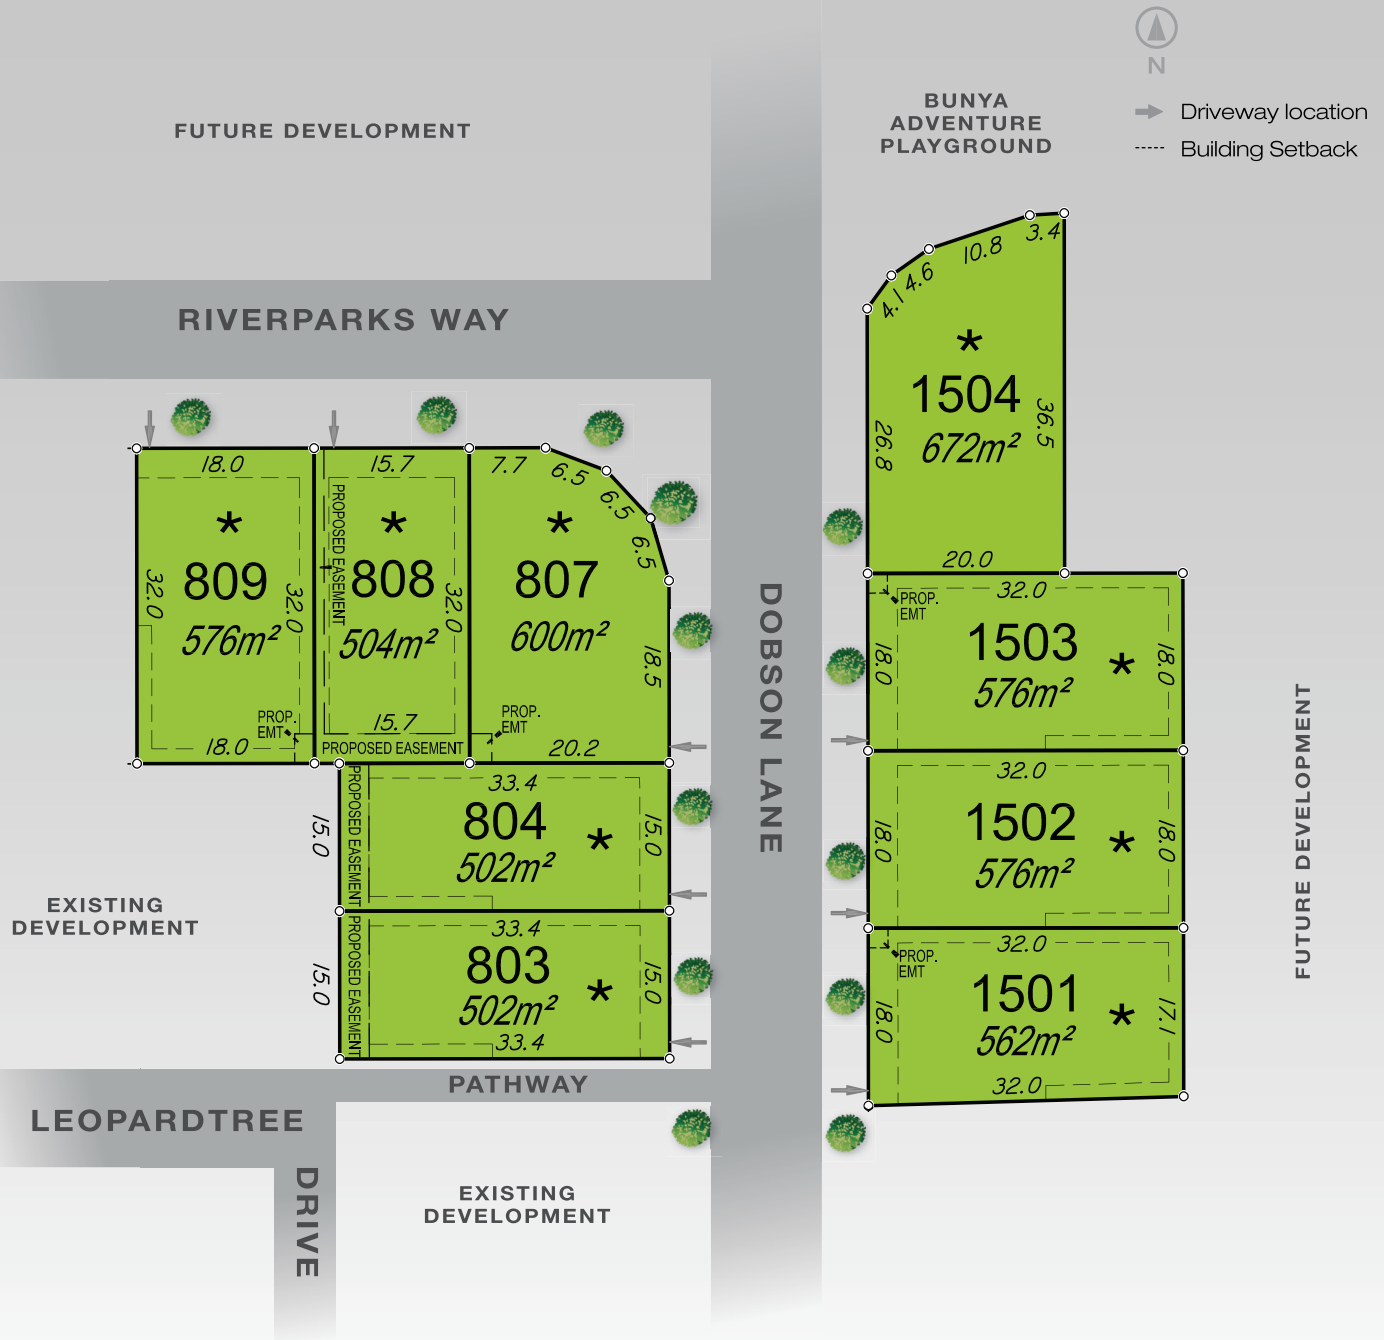 N
Driveway location
Building Setback
FUTURE DEVELOPMENT
BUNYA
ADVENTURE
PLAYGROUND
RIVERPARKS WAY
DOBSON LANE
3.4
10.8
4.6
4.1
*
1504
672m²
26.8
36.5
20.0
18.0
*
809
576m²
32.0
32.0
18.0
PROP.
EMT
15.7
PROPOSED EASEMENT
*
808
504m²
32.0
15.7
PROPOSED EASEMENT
7.7
6.5
6.5
6.5
*
807
600m²
18.5
PROP.
EMT
20.2
32.0
PROP.
EMT
1503
576m²
*
18.0
18.0
33.4
PROPOSED EASEMENT
804
502m²
*
15.0
15.0
32.0
1502
576m²
*
18.0
18.0
EXISTING
DEVELOPMENT
33.4
PROPOSED EASEMENT
803
502m²
*
15.0
15.0
33.4
32.0
PROP.
EMT
1501
562m²
*
18.0
17.1
32.0
FUTURE DEVELOPMENT
PATHWAY
LEOPARDTREE
DRIVE
EXISTING
DEVELOPMENT